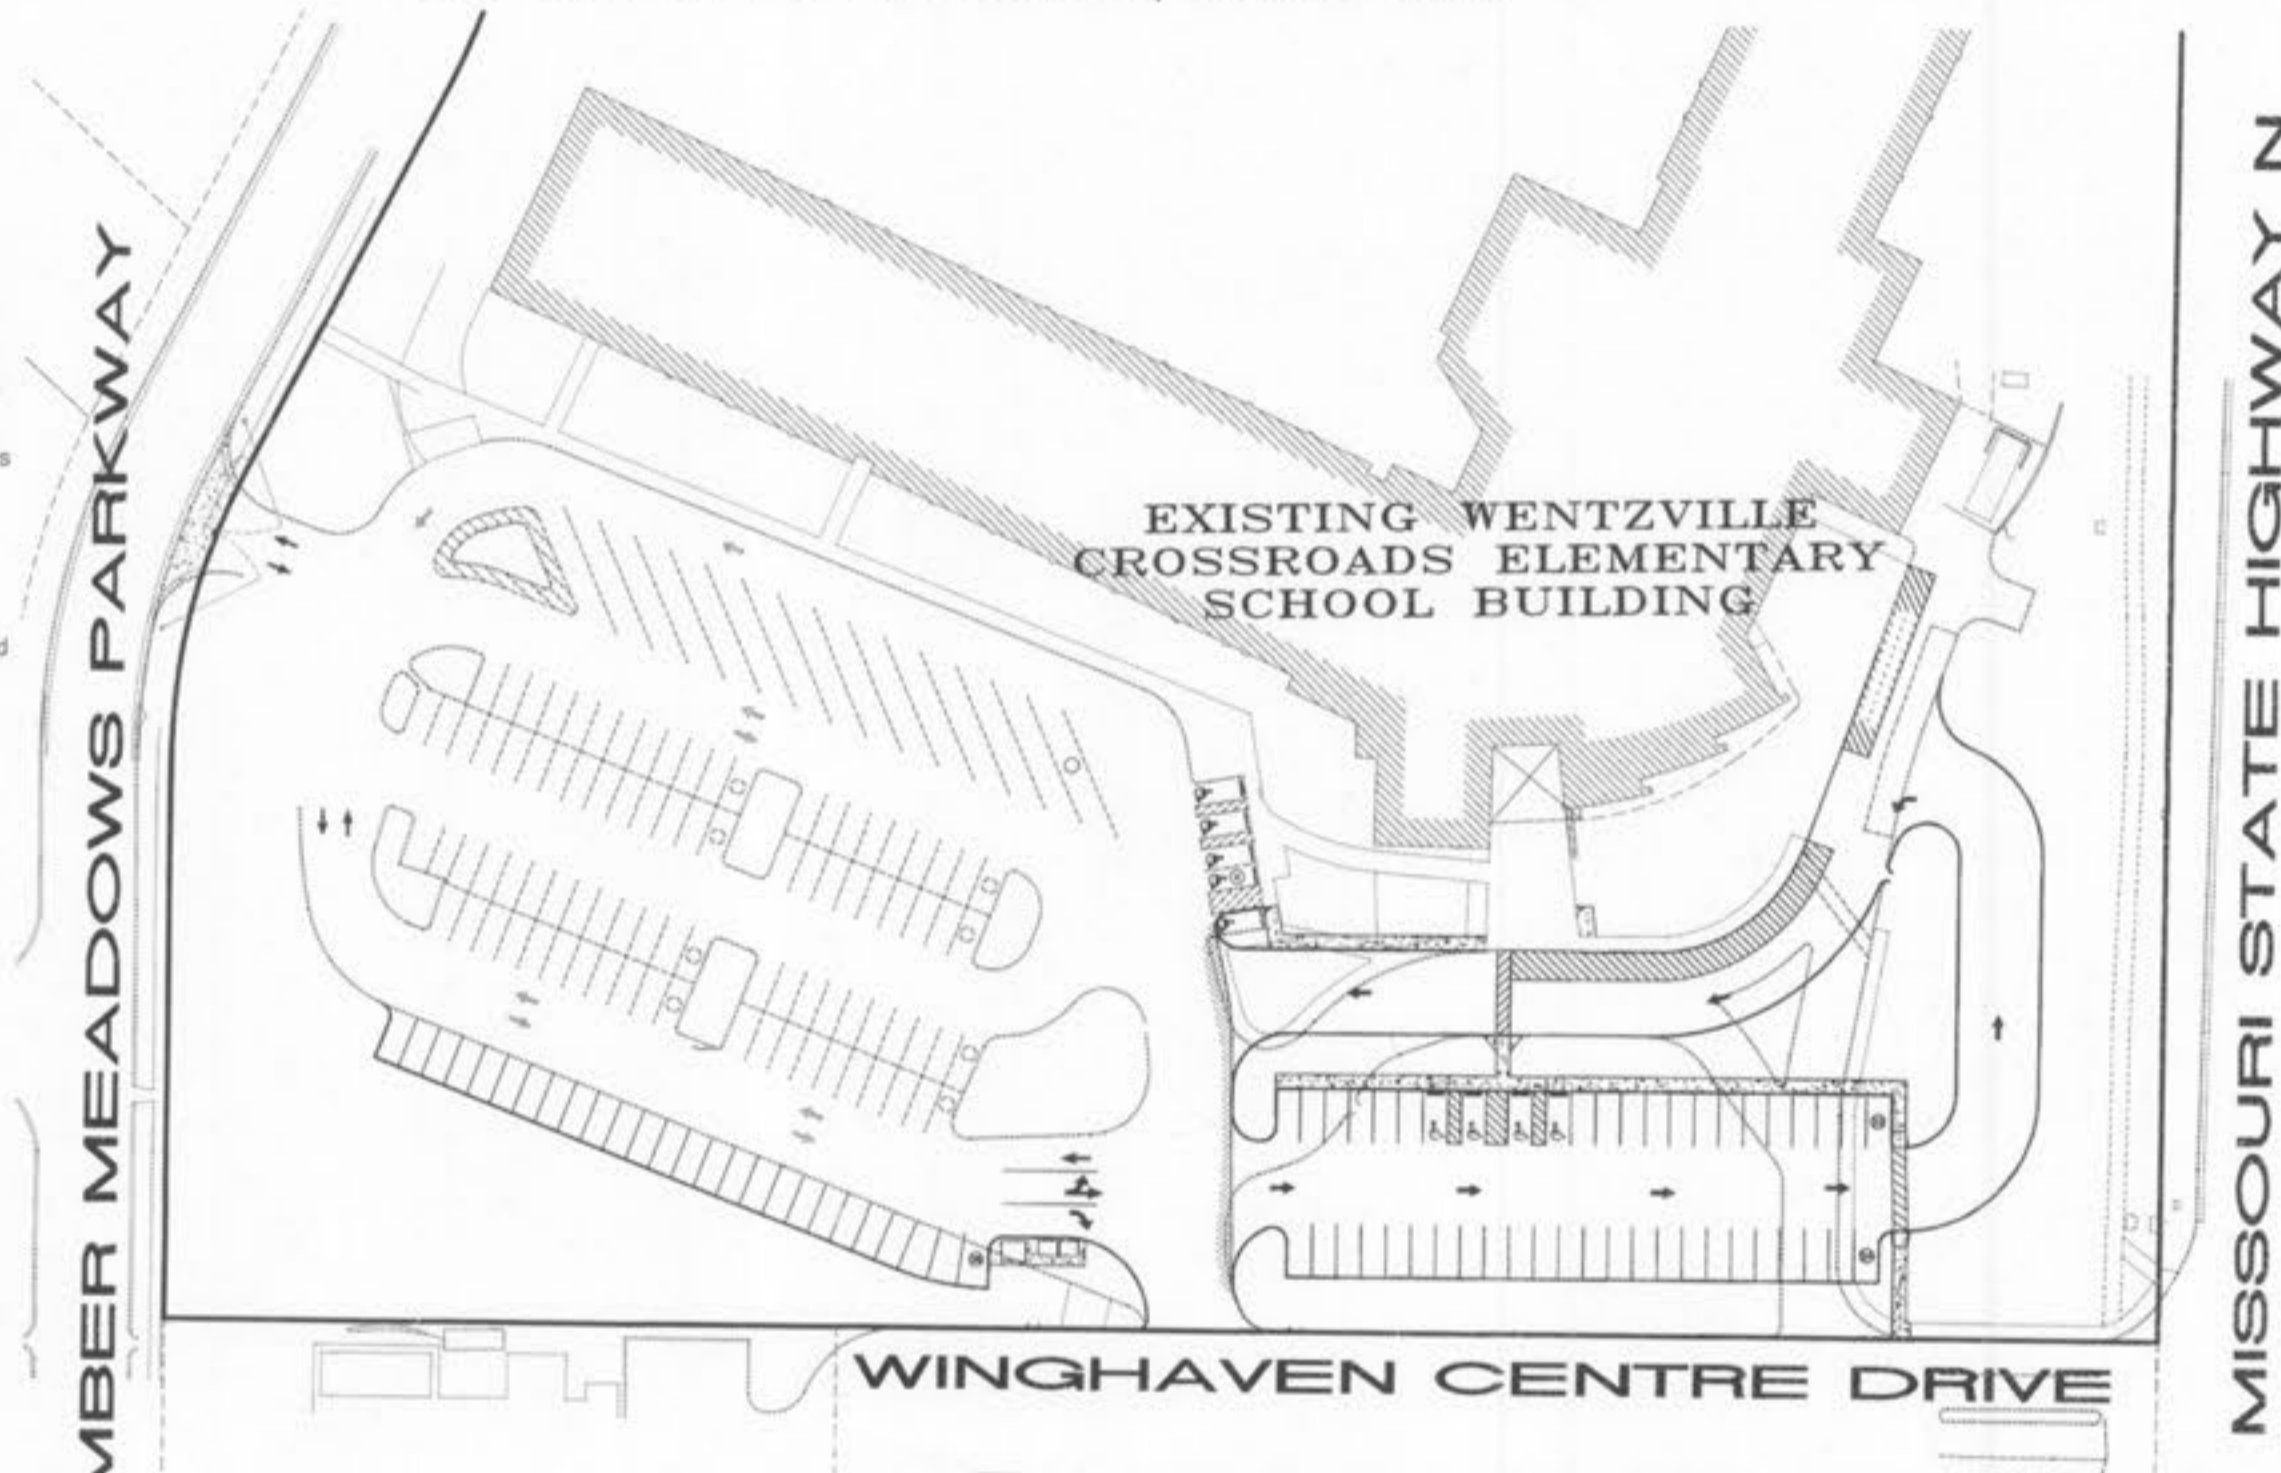 MBER MEADOWS PARKWAY
EXISTING WENTZVILLE
CROSSROADS ELEMENTARY
SCHOOL BUILDING
MISSOURI STATE HIGHWAY N
WINGHAVEN CENTRE DRIVE
s
d